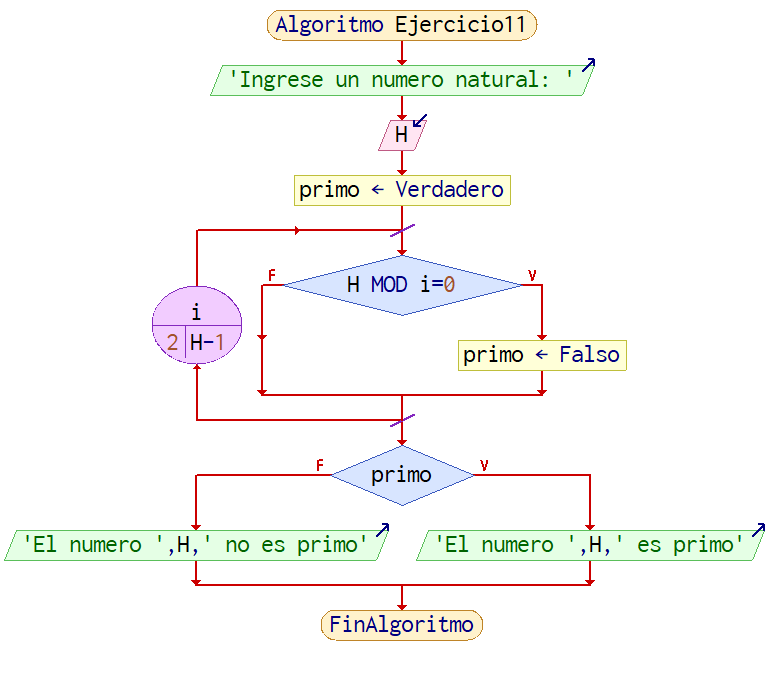 Algoritmo Ejercicio11
'Ingrese un numero natural: '
H
primo ← Verdadero
F
V
H MOD i=0
i
2 H-1
primo ← Falso
F
V
primo
'El numero ',H,' no es primo'
'El numero ',H,' es primo'
FinAlgoritmo